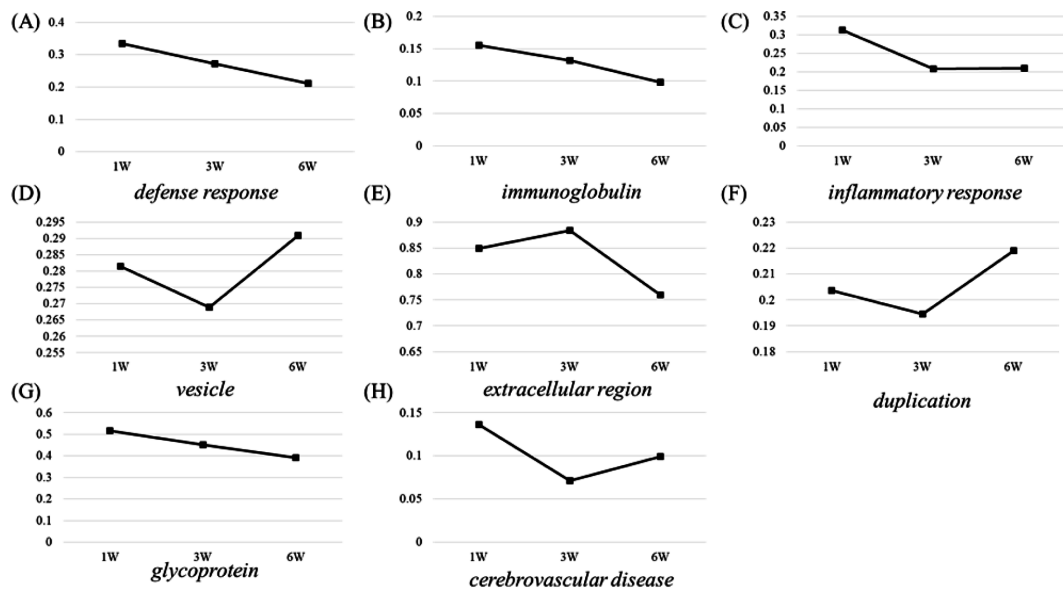 (A)
0.4
0.3
0.2
0.1
0
1W 3W 6W
defense response
(B)
0.2
0.15
0.1
0.05
0
1W 3W 6W
immunoglobulin
(C)
0.35
0.3
0.25
0.2
0.15
0.1
0.05
0
1W 3W 6W
inflammatory response
(D)
0.295
0.29
0.285
0.28
0.275
0.27
0.265
0.26
0.255
1W 3W 6W
vesicle
(E)
0.9
0.85
0.8
0.75
0.7
0.65
1W 3W 6W
extracellular region
(F)
0.23
0.22
0.21
0.2
0.19
0.18
1W 3W 6W
duplication
(G)
0.6
0.5
0.4
0.3
0.2
0.1
0
1W 3W 6W
glycoprotein
(H)
0.15
0.1
0.05
0
1W 3W 6W
cerebrovascular disease